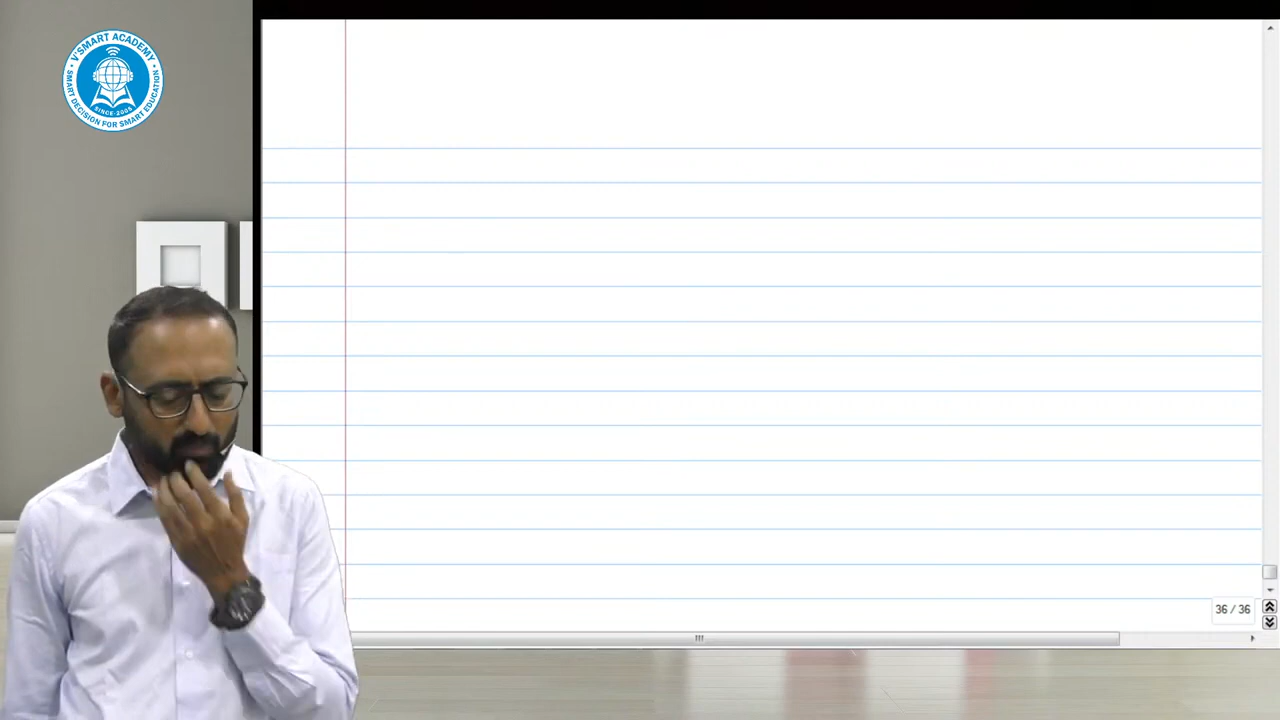 V'SMART ACADEMY
SMART DECISION FOR SMART EDUCATION
SINCE-2005
36 / 36